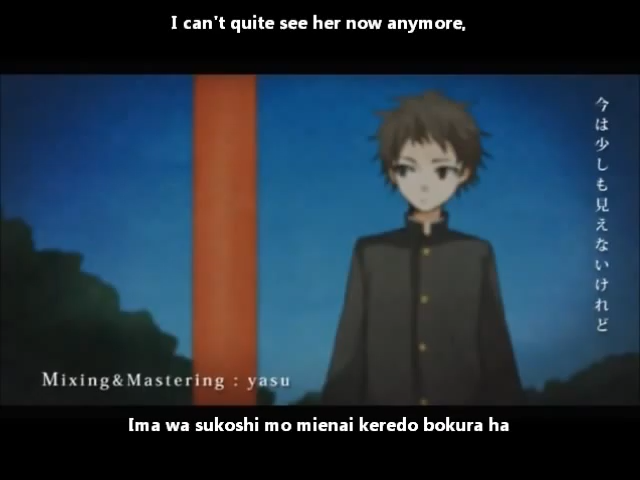 I can't quite see her now anymore,
今は少しも見えないけれど
Mixing&Mastering : yasu
Ima wa sukoshi mo mienai keredo bokura ha